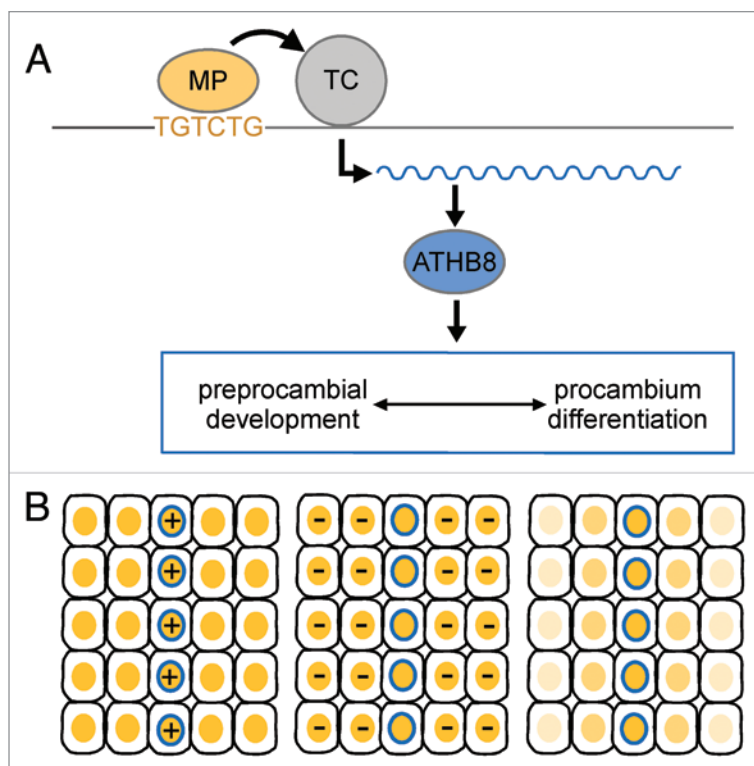 A
MP
TC
TGTCTG
ATHB8
preprocambial
development
procambium
differentiation
B
+
- - - -
+
- - - -
+
- - - -
+
- - - -
+
- - - -